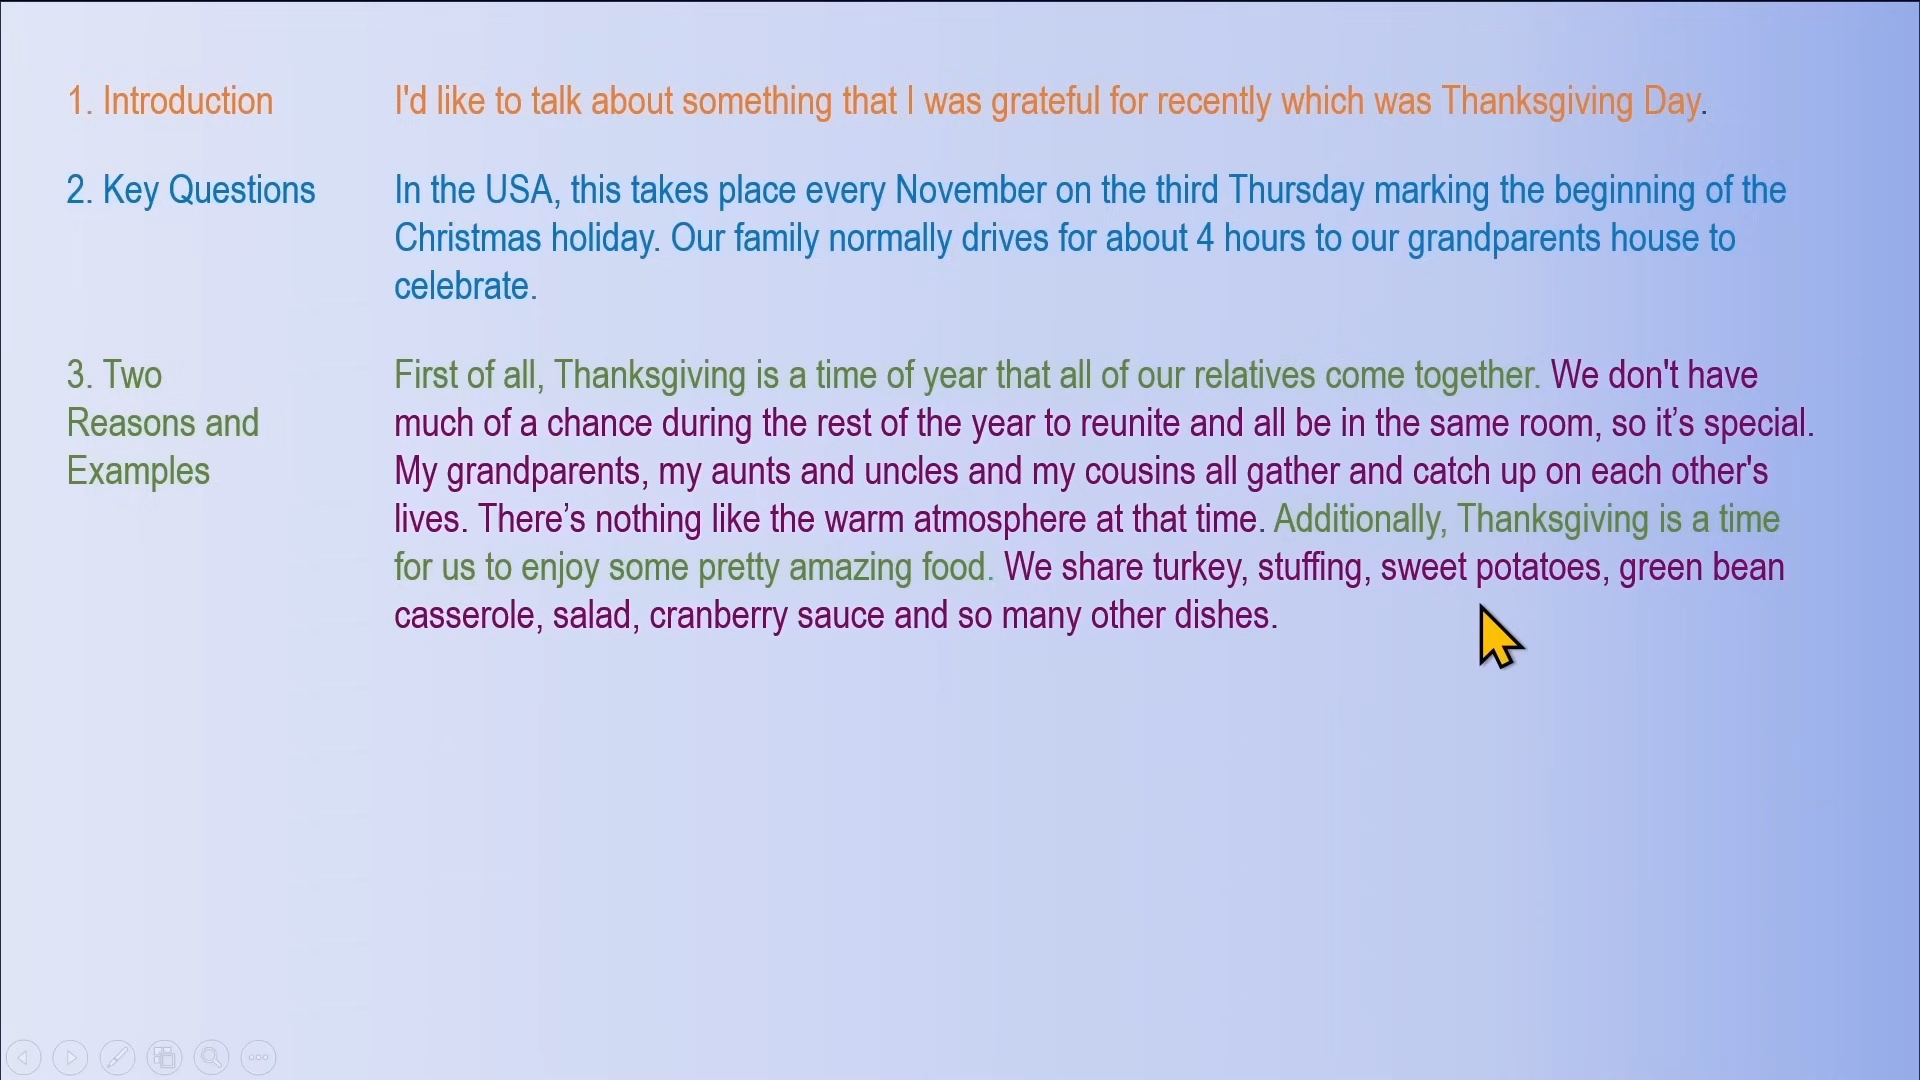 1. Introduction
I'd like to talk about something that I was grateful for recently which was Thanksgiving Day.
2. Key Questions
In the USA, this takes place every November on the third Thursday marking the beginning of the
Christmas holiday. Our family normally drives for about 4 hours to our grandparents house to
celebrate.
3. Two
Reasons and
Examples
First of all, Thanksgiving is a time of year that all of our relatives come together. We don't have
much of a chance during the rest of the year to reunite and all be in the same room, so it’s special.
My grandparents, my aunts and uncles and my cousins all gather and catch up on each other's
lives. There’s nothing like the warm atmosphere at that time. Additionally, Thanksgiving is a time
for us to enjoy some pretty amazing food. We share turkey, stuffing, sweet potatoes, green bean
casserole, salad, cranberry sauce and so many other dishes.